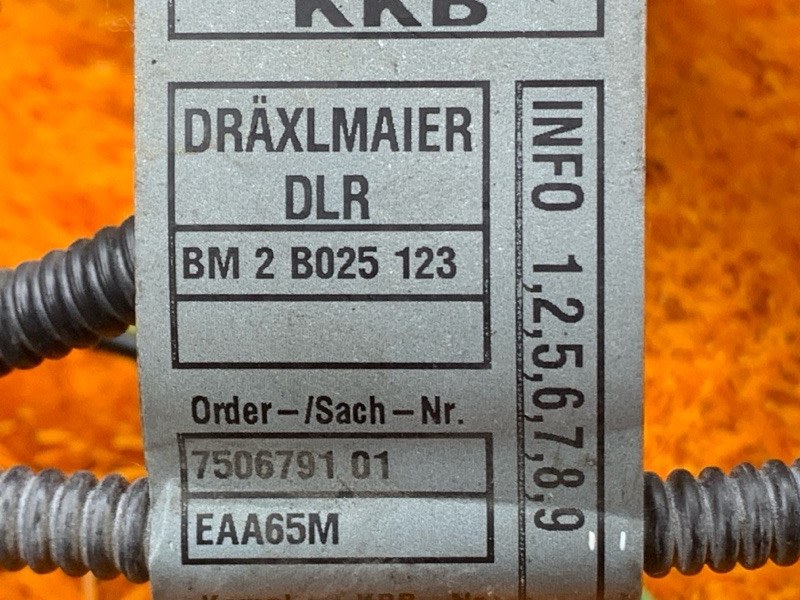 KKB
DRÄXLMAIER
DLR
BM 2 B025 123
Order-/Sach-Nr.
7506791 01
EAA65M
INFO 1,2,5,6,7,8,9